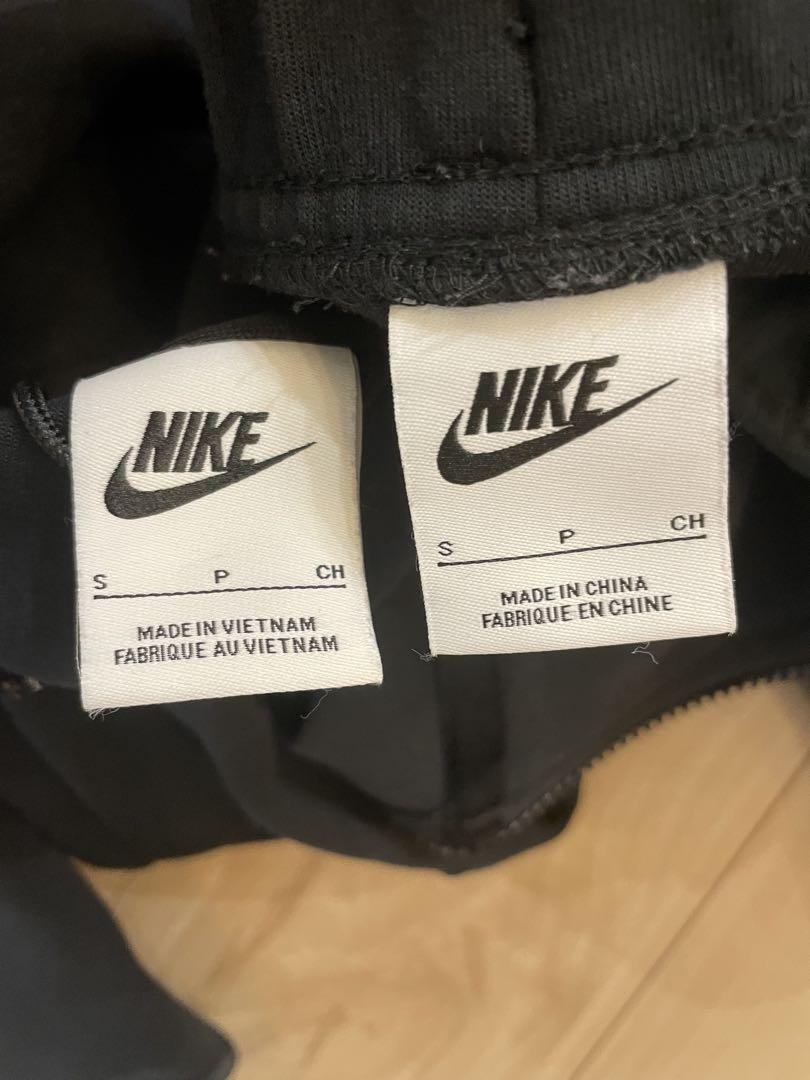 NIKE
S P CH
MADE IN VIETNAM
FABRIQUE AU VIETNAM
NIKE
S P CH
MADE IN CHINA
FABRIQUE EN CHINE